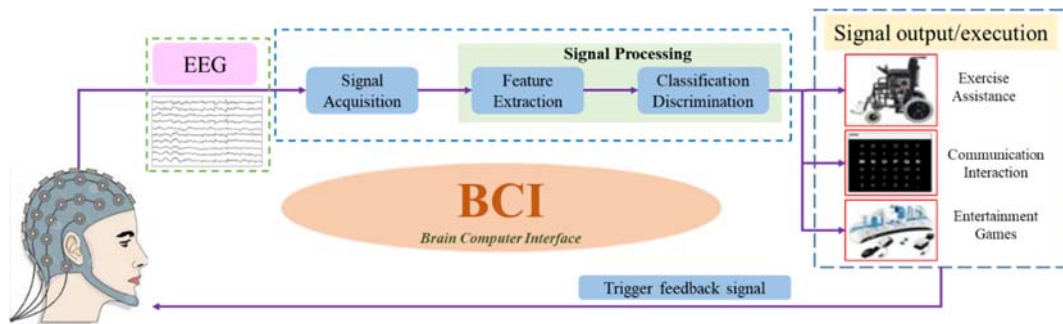 EEG
Signal
Acquisition
Signal Processing
Feature
Extraction
Classification
Discrimination
Signal output/execution
Exercise
Assistance
Communication
Interaction
Entertainment
Games
BCI
Brain Computer Interface
Trigger feedback signal